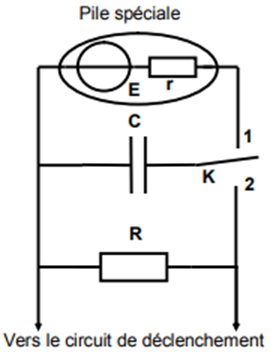 Pile spéciale
E
r
C
1
K
2
R
Vers le circuit de déclenchement